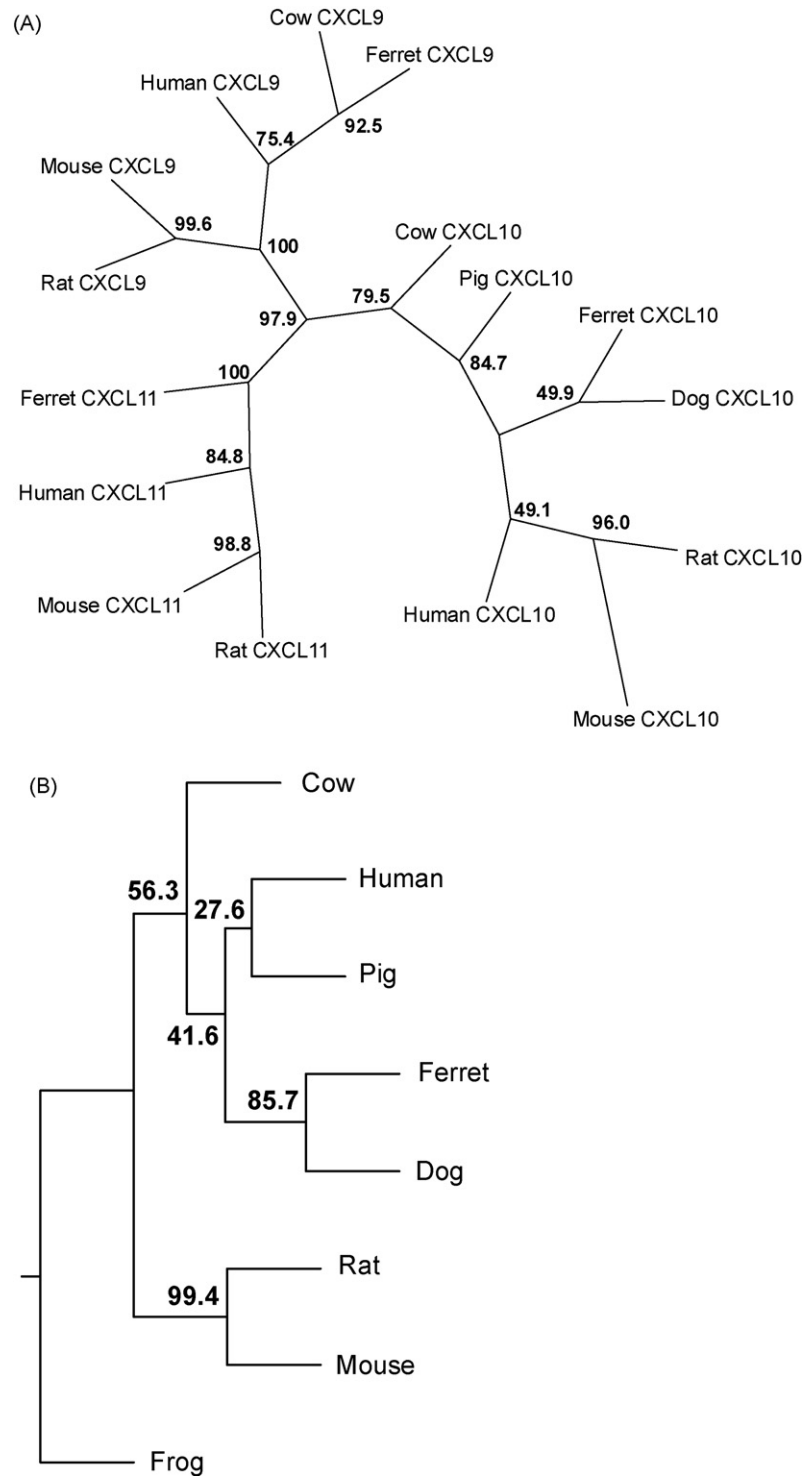 (A)
Cow CXCL9
Ferret CXCL9
Human CXCL9
92.5
75.4
Mouse CXCL9
99.6
100
Rat CXCL9
Cow CXCL10
Pig CXCL10
79.5
97.9
Ferret CXCL10
84.7
100
Ferret CXCL11
49.9
Dog CXCL10
84.8
Human CXCL11
49.1
96.0
98.8
Rat CXCL10
Mouse CXCL11
Human CXCL10
Rat CXCL11
Mouse CXCL10
(B)
Cow
Human
56.3
27.6
Pig
41.6
Ferret
85.7
Dog
Rat
99.4
Mouse
Frog